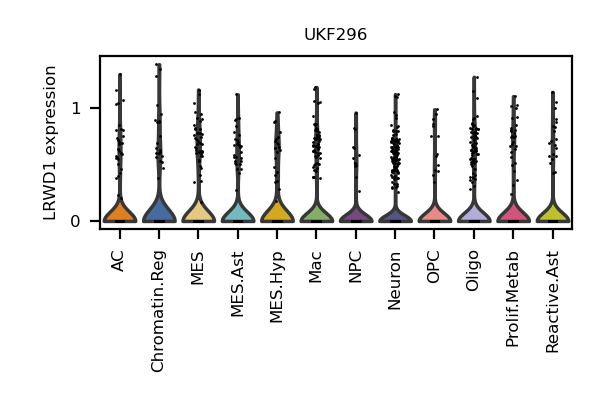 UKF296
LRWD1 expression
1
0
AC
Chromatin.Reg
MES
MES.Ast
MES.Hyp
Mac
NPC
Neuron
OPC
Oligo
Prolif.Metab
Reactive.Ast